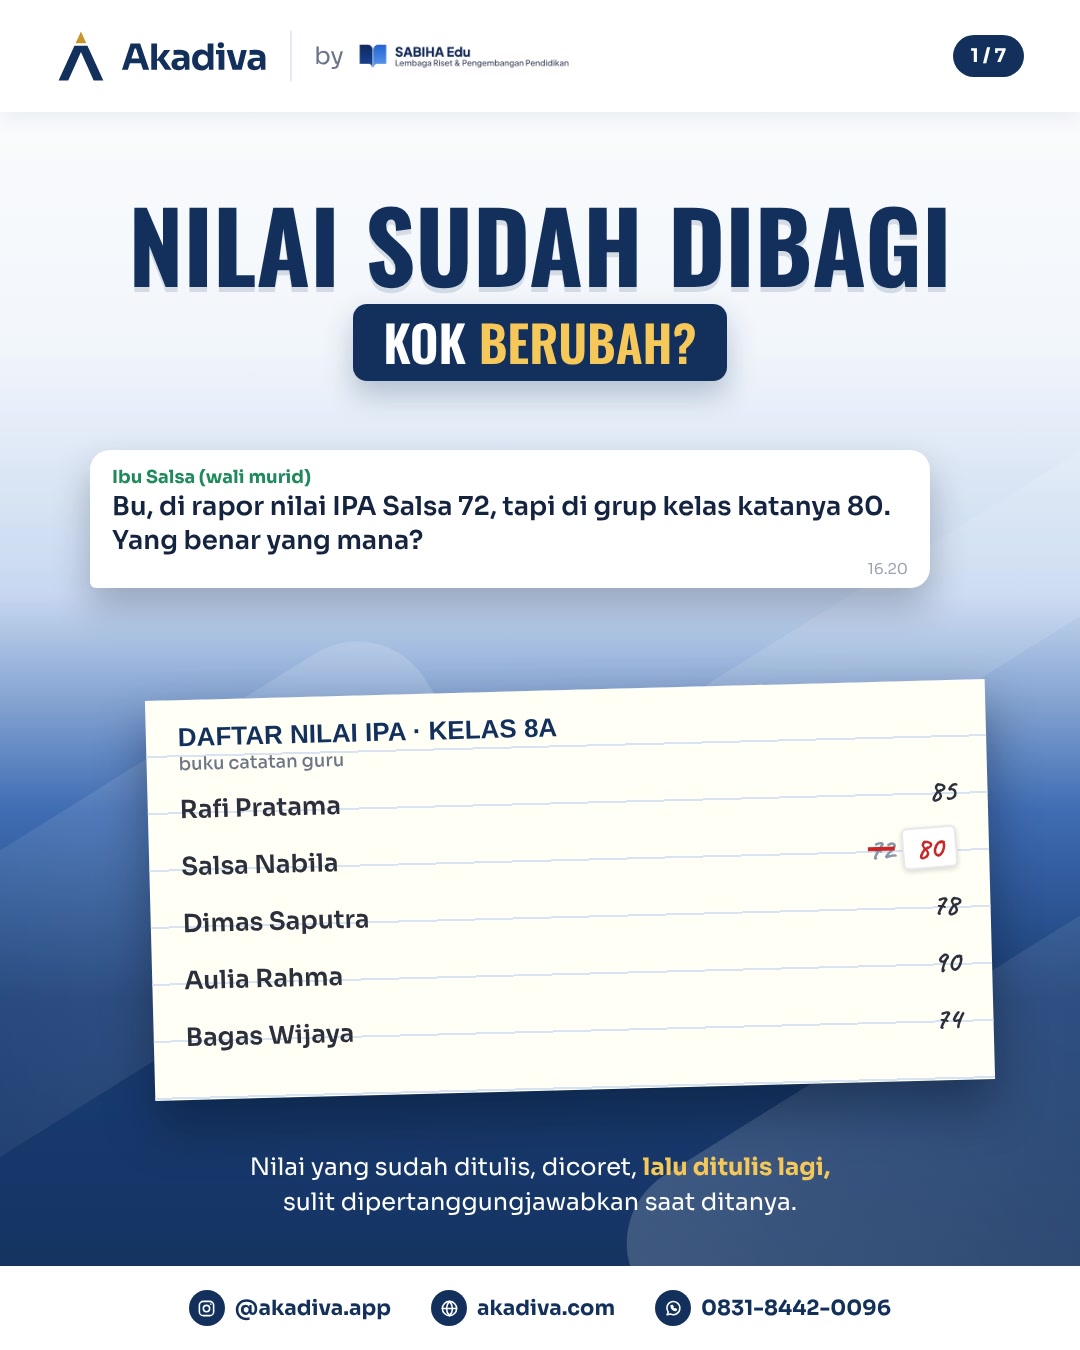 Akadiva
by
SABIHA Edu
Lembaga Riset & Pengembangan Pendidikan
1 / 7
NILAI SUDAH DIBAGI
KOK BERUBAH?
Ibu Salsa (wali murid)
Bu, di rapor nilai IPA Salsa 72, tapi di grup kelas katanya 80.
Yang benar yang mana?
16.20
DAFTAR NILAI IPA · KELAS 8A
buku catatan guru
Rafi Pratama 85
Salsa Nabila 72 80
Dimas Saputra 78
Aulia Rahma 90
Bagas Wijaya 74
Nilai yang sudah ditulis, dicoret, lalu ditulis lagi,
sulit dipertanggungjawabkan saat ditanya.
@akadiva.app akadiva.com 0831-8442-0096